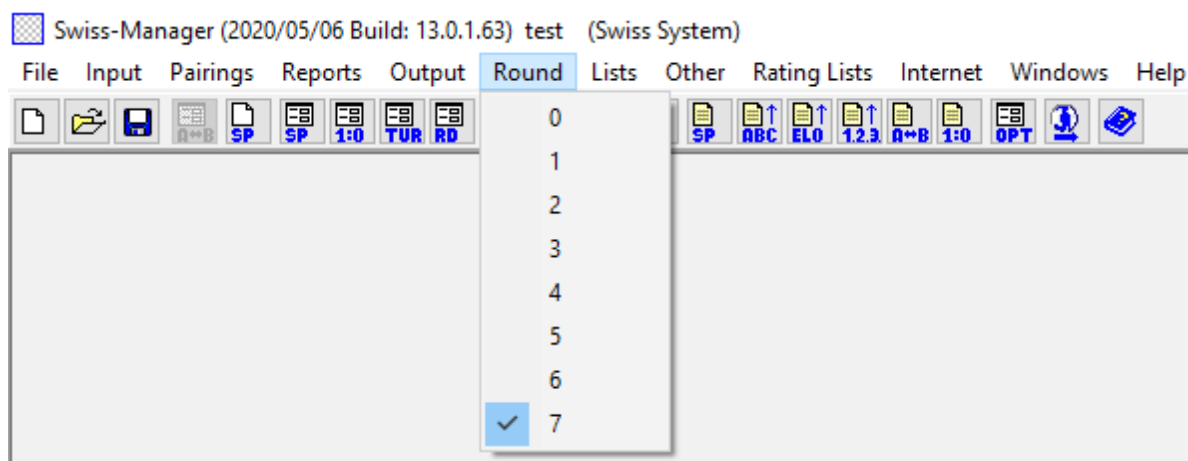 Swiss-Manager (2020/05/06 Build: 13.0.1.63) test (Swiss System)
File Input Pairings Reports Output Round Lists Other Rating Lists Internet Windows Help
A↔B SP SP 1:0 TUR RD SP ABC ELO 1.2.3. A↔B 1:0 OPT
0
1
2
3
4
5
6
7